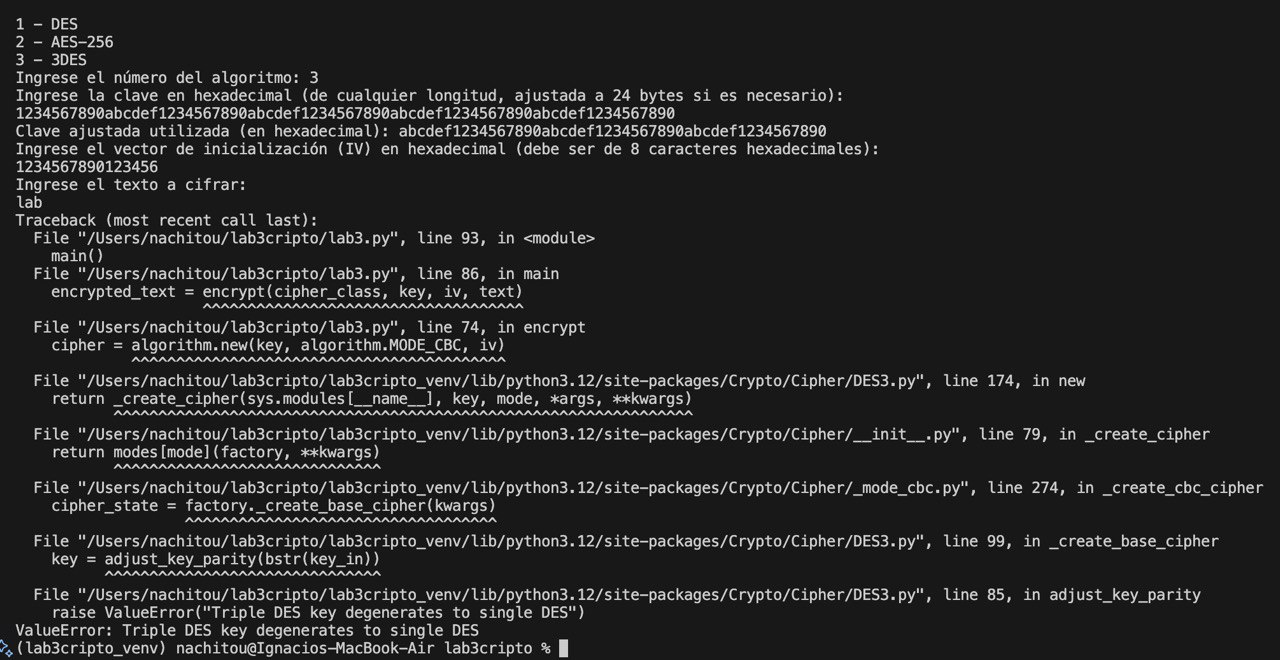 1 - DES
2 - AES-256
3 - 3DES
Ingrese el número del algoritmo: 3
Ingrese la clave en hexadecimal (de cualquier longitud, ajustada a 24 bytes si es necesario):
1234567890abcdef1234567890abcdef1234567890abcdef1234567890abcdef1234567890
Clave ajustada utilizada (en hexadecimal): abcdef1234567890abcdef1234567890abcdef1234567890
Ingrese el vector de inicialización (IV) en hexadecimal (debe ser de 8 caracteres hexadecimales):
1234567890123456
Ingrese el texto a cifrar:
lab
Traceback (most recent call last):
  File "/Users/nachitou/lab3cripto/lab3.py", line 93, in <module>
    main()
  File "/Users/nachitou/lab3cripto/lab3.py", line 86, in main
    encrypted_text = encrypt(cipher_class, key, iv, text)
                     ^^^^^^^^^^^^^^^^^^^^^^^^^^^^^^^^^^^^
  File "/Users/nachitou/lab3cripto/lab3.py", line 74, in encrypt
    cipher = algorithm.new(key, algorithm.MODE_CBC, iv)
             ^^^^^^^^^^^^^^^^^^^^^^^^^^^^^^^^^^^^^^^^^^
  File "/Users/nachitou/lab3cripto/lab3cripto_venv/lib/python3.12/site-packages/Crypto/Cipher/DES3.py", line 174, in new
    return _create_cipher(sys.modules[__name__], key, mode, *args, **kwargs)
           ^^^^^^^^^^^^^^^^^^^^^^^^^^^^^^^^^^^^^^^^^^^^^^^^^^^^^^^^^^^^^^^^^
  File "/Users/nachitou/lab3cripto/lab3cripto_venv/lib/python3.12/site-packages/Crypto/Cipher/__init__.py", line 79, in _create_cipher
    return modes[mode](factory, **kwargs)
           ^^^^^^^^^^^^^^^^^^^^^^^^^^^^^^
  File "/Users/nachitou/lab3cripto/lab3cripto_venv/lib/python3.12/site-packages/Crypto/Cipher/_mode_cbc.py", line 274, in _create_cbc_cipher
    cipher_state = factory._create_base_cipher(kwargs)
                   ^^^^^^^^^^^^^^^^^^^^^^^^^^^^^^^^^^^
  File "/Users/nachitou/lab3cripto/lab3cripto_venv/lib/python3.12/site-packages/Crypto/Cipher/DES3.py", line 99, in _create_base_cipher
    key = adjust_key_parity(bstr(key_in))
          ^^^^^^^^^^^^^^^^^^^^^^^^^^^^^^^
  File "/Users/nachitou/lab3cripto/lab3cripto_venv/lib/python3.12/site-packages/Crypto/Cipher/DES3.py", line 85, in adjust_key_parity
    raise ValueError("Triple DES key degenerates to single DES")
ValueError: Triple DES key degenerates to single DES
(lab3cripto_venv) nachitou@Ignacios-MacBook-Air lab3cripto %